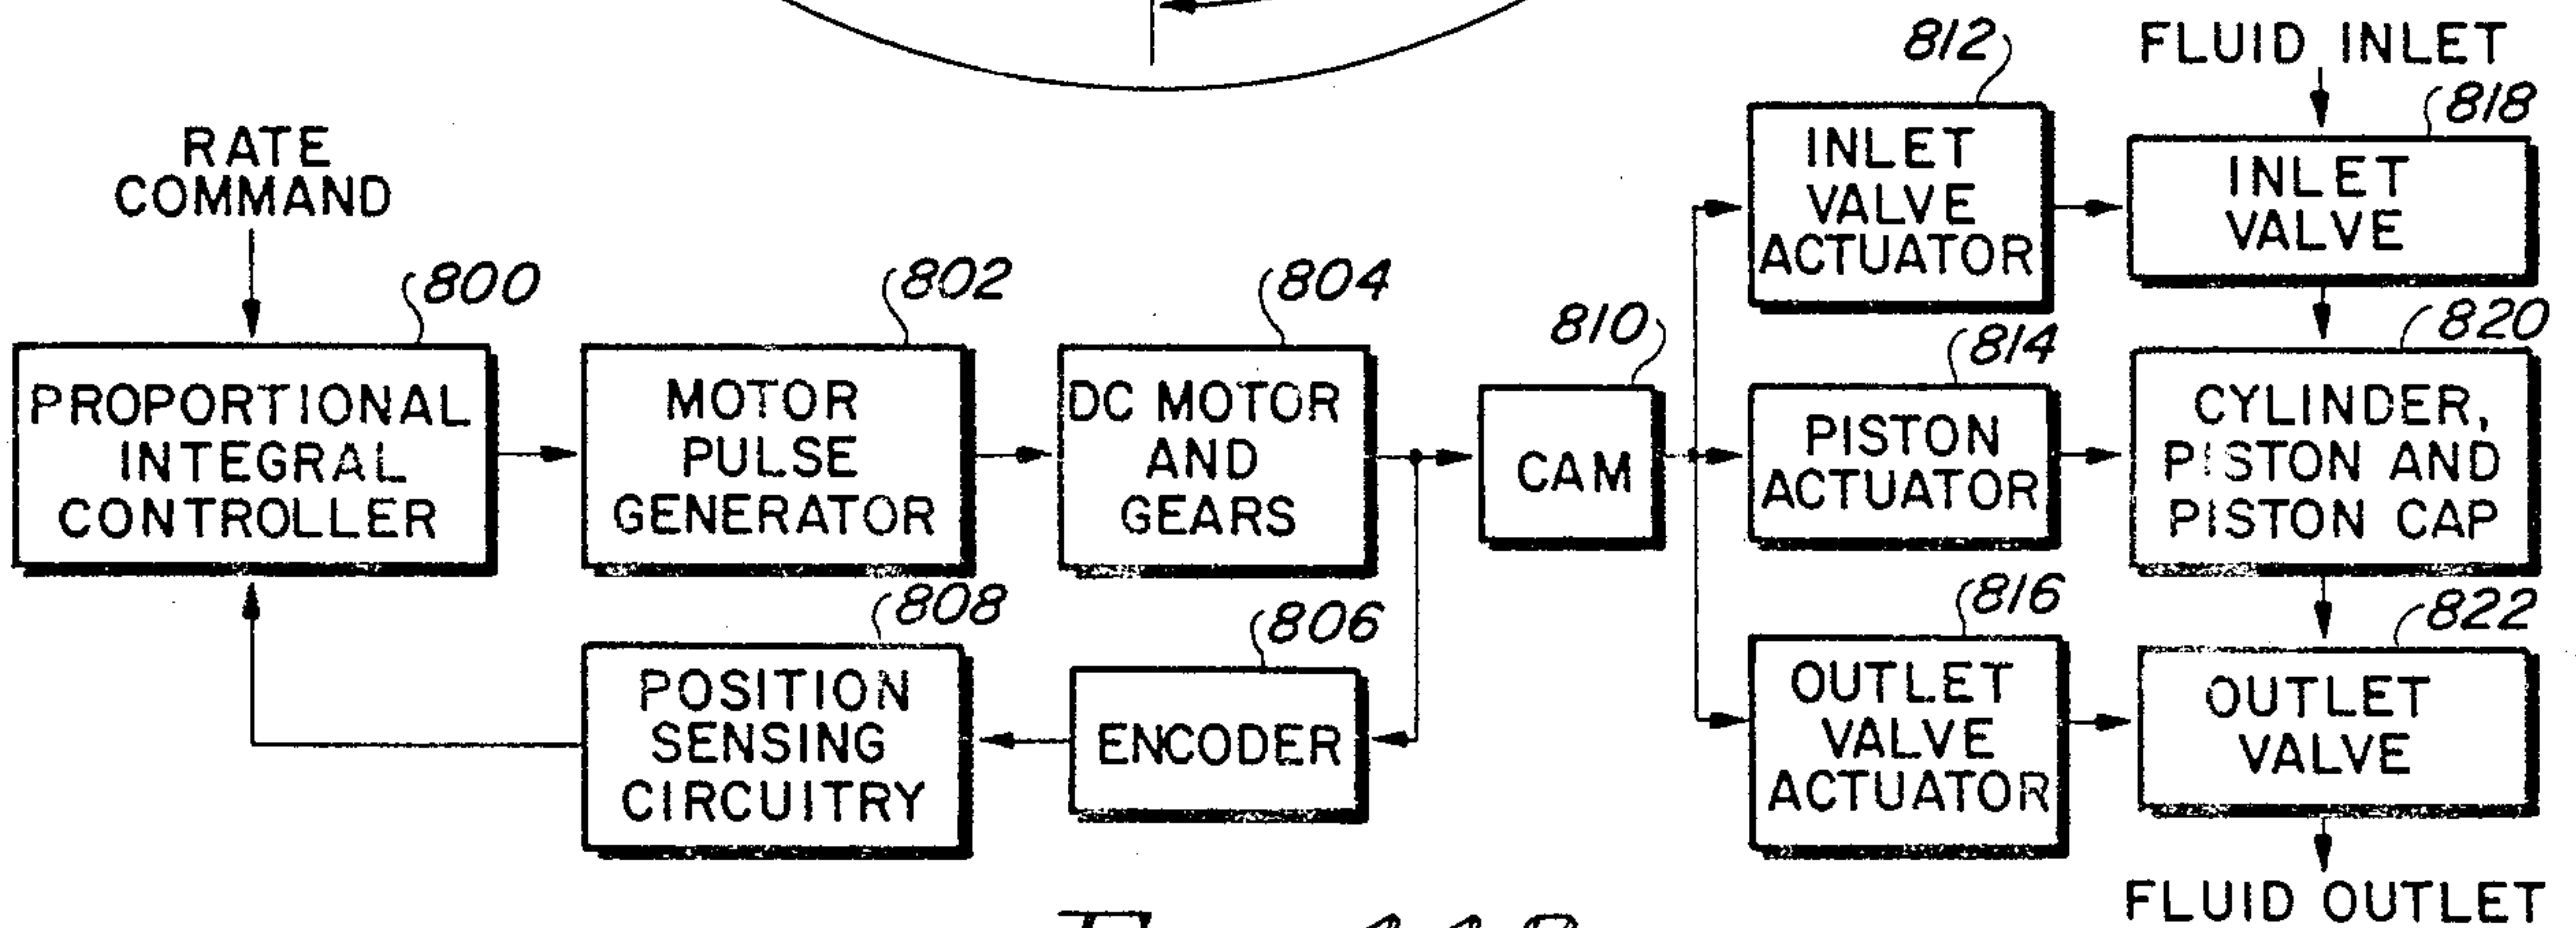 RATE
COMMAND
800
PROPORTIONAL
INTEGRAL
CONTROLLER
802
MOTOR
PULSE
GENERATOR
804
DC MOTOR
AND
GEARS
806
ENCODER
808
POSITION
SENSING
CIRCUITRY
810
CAM
812
INLET
VALVE
ACTUATOR
814
PISTON
ACTUATOR
816
OUTLET
VALVE
ACTUATOR
FLUID INLET
818
INLET
VALVE
820
CYLINDER,
PISTON AND
PISTON CAP
822
OUTLET
VALVE
FLUID OUTLET